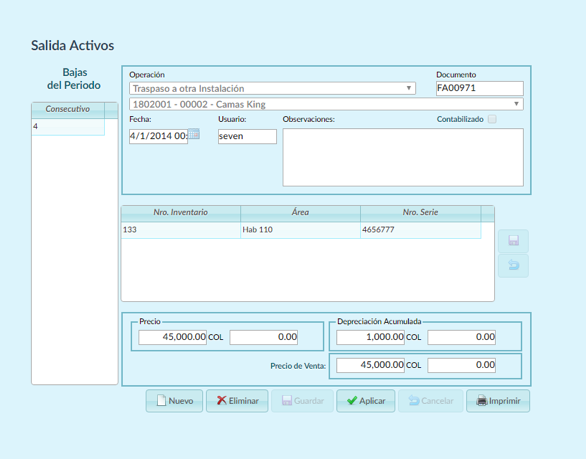 Salida Activos
Bajas
del Periodo
Consecutivo
4
Operación
Documento
Traspaso a otra Instalación
FA00971
1802001 - 00002 - Camas King
Fecha:
Usuario:
Observaciones:
Contabilizado
4/1/2014 00:
seven
Nro. Inventario
Área
Nro. Serie
133
Hab 110
4656777
Precio
45,000.00 COL
0.00
Depreciación Acumulada
1,000.00 COL
0.00
Precio de Venta:
45,000.00 COL
0.00
Nuevo
Eliminar
Guardar
Aplicar
Cancelar
Imprimir